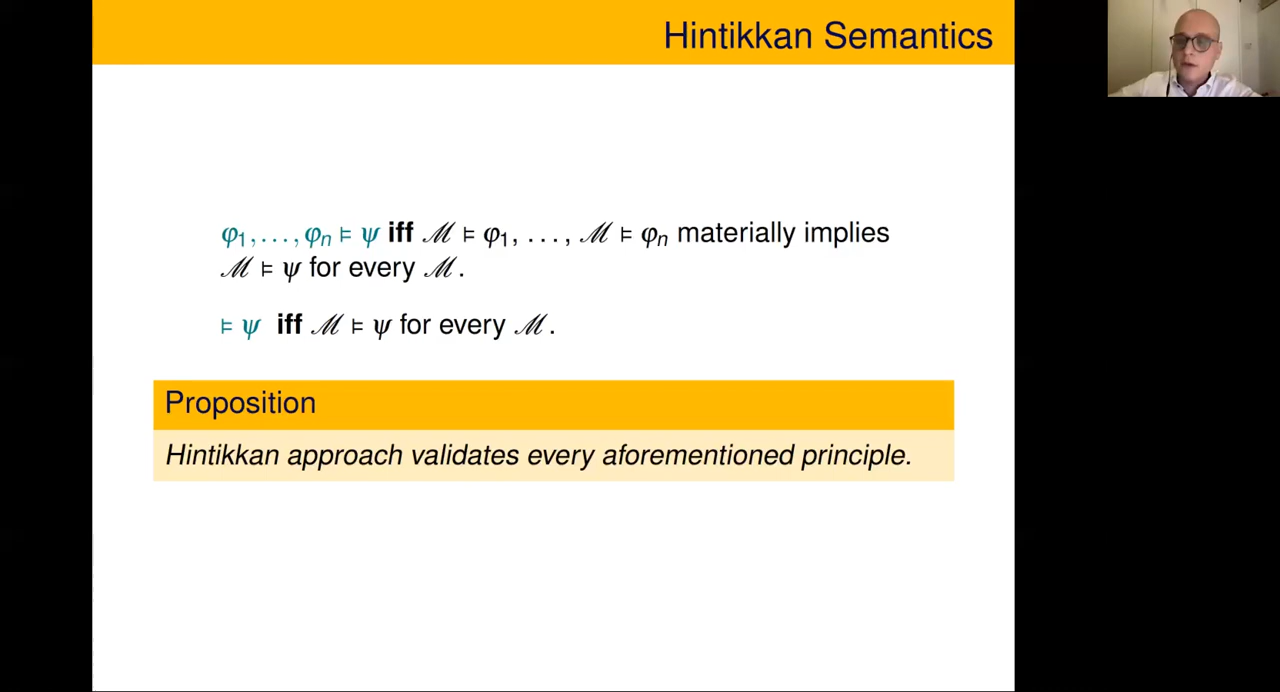 Hintikkan Semantics
φ₁, …, φₙ ⊨ ψ iff ℳ ⊨ φ₁, …, ℳ ⊨ φₙ materially implies
ℳ ⊨ ψ for every ℳ.
⊨ ψ iff ℳ ⊨ ψ for every ℳ.
Proposition
Hintikkan approach validates every aforementioned principle.